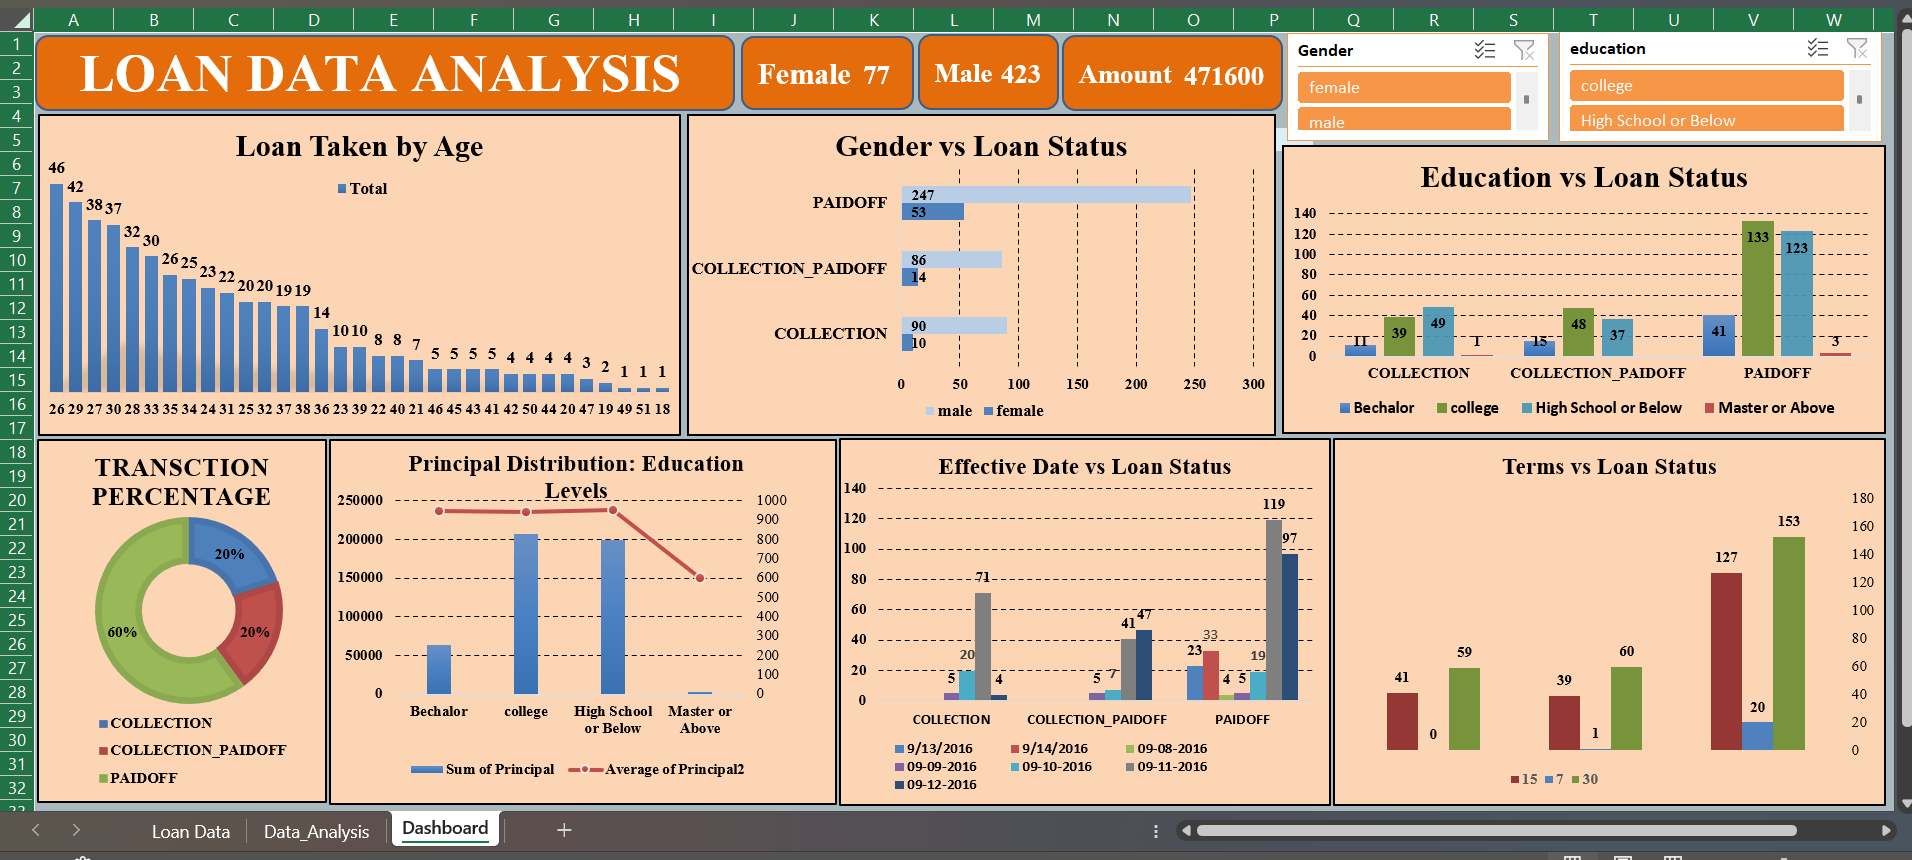 A B C D E F G H I J K L M N O P Q R S T U V W
1
2
3
4
5
6
7
8
9
10
11
12
13
14
15
16
17
18
19
20
21
22
23
24
25
26
27
28
29
30
31
32
LOAN DATA ANALYSIS
Female 77
Male 423
Amount 471600
Gender
female
male
education
college
High School or Below
Loan Taken by Age
Total
46 42 38 37 32 30 26 25 23 22 20 20 19 19 14 10 10 8 8 7 5 5 5 5 4 4 4 4 3 2 1 1 1
26 29 27 30 28 33 35 34 24 31 25 32 37 38 36 23 39 22 40 21 46 45 43 41 42 50 44 20 47 19 49 51 18
Gender vs Loan Status
PAIDOFF
247
53
COLLECTION_PAIDOFF
86
14
COLLECTION
90
10
0 50 100 150 200 250 300
male female
Education vs Loan Status
140
120
100
80
60
40
20
0
11 39 49 1
15 48 37
41 133 123 3
COLLECTION COLLECTION_PAIDOFF PAIDOFF
Bechalor college High School or Below Master or Above
TRANSCTION
PERCENTAGE
20%
20%
60%
COLLECTION
COLLECTION_PAIDOFF
PAIDOFF
Principal Distribution: Education
Levels
250000
200000
150000
100000
50000
0
1000
900
800
700
600
500
400
300
200
100
0
Bechalor college High School Master or
or Below Above
Sum of Principal Average of Principal2
Effective Date vs Loan Status
140
120
100
80
60
40
20
0
5 20 71 4
5 7 41 47
23 33 4 5 19 119 97
COLLECTION COLLECTION_PAIDOFF PAIDOFF
9/13/2016 9/14/2016 09-08-2016
09-09-2016 09-10-2016 09-11-2016
09-12-2016
Terms vs Loan Status
180
160
140
120
100
80
60
40
20
0
41 0 59
39 1 60
127 20 153
15 7 30
Loan Data Data_Analysis Dashboard